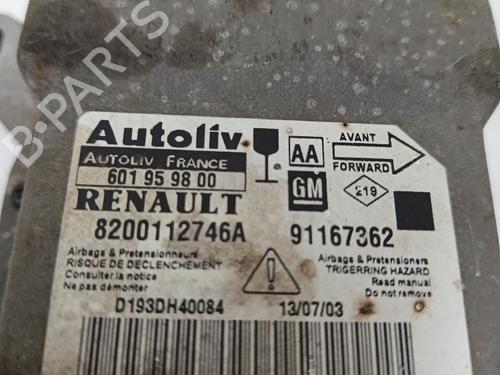 Autoliv
AUTOLIV FRANCE
601 95 98 00
AA
GM
AVANT
FORWARD
219
RENAULT
8200112746A
91167362
Airbags & Pretensionneurs
RISQUE DE DECLENCHEMENT
Consulter la notice
Ne pas démonter
Airbags & Pretensioners
TRIGERRING HAZARD
Read manual
Do not remove
D193DH40084
13/07/03
B-PARTS